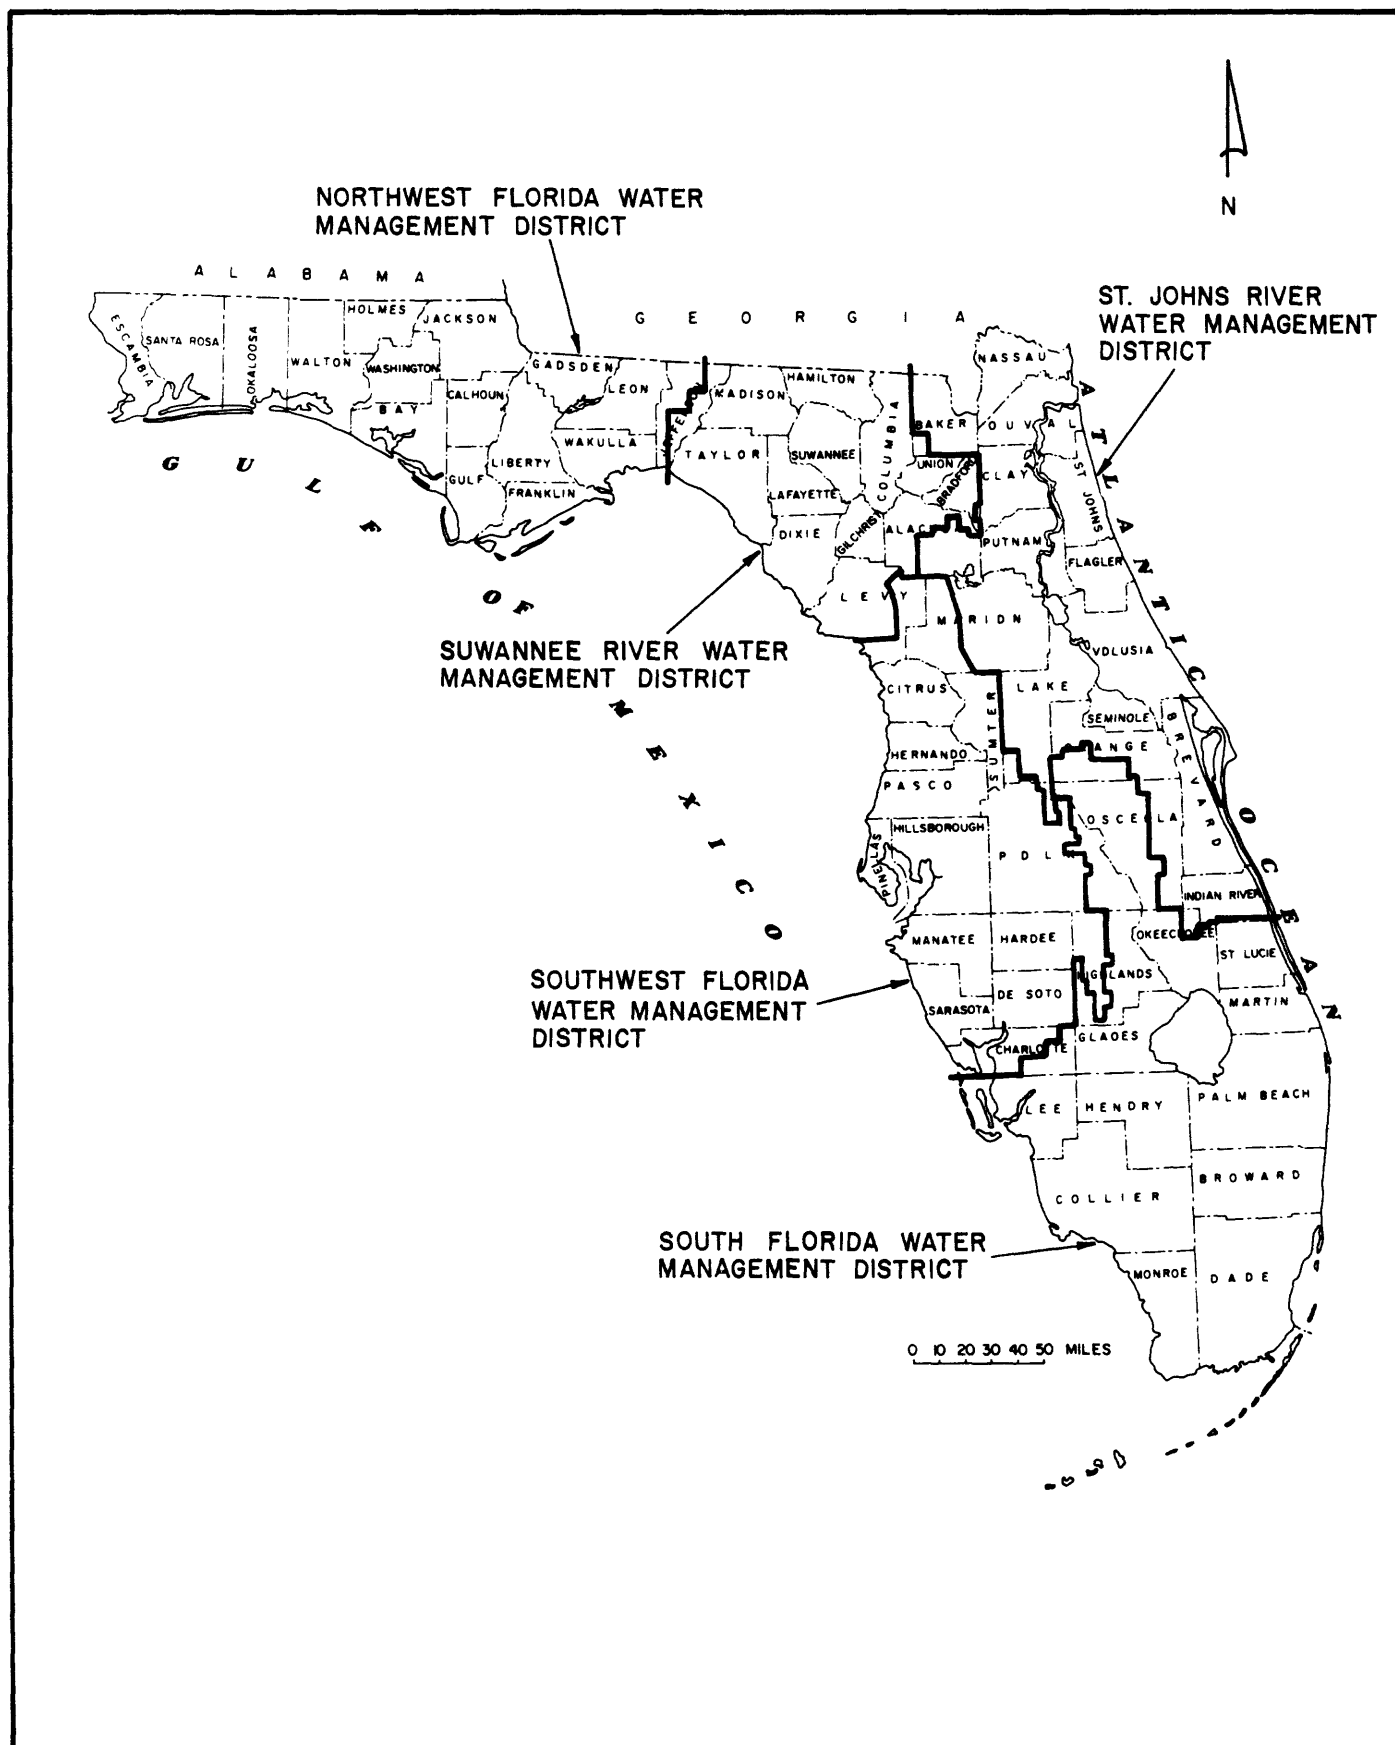 N
NORTHWEST FLORIDA WATER
MANAGEMENT DISTRICT
ST. JOHNS RIVER
WATER MANAGEMENT
DISTRICT
ALABAMA
GEORGIA
ESCAMBIA
SANTA ROSA
OKALOOSA
WALTON
HOLMES
JACKSON
WASHINGTON
BAY
CALHOUN
GULF
LIBERTY
FRANKLIN
GADSDEN
LEON
WAKULLA
MADISON
TAYLOR
HAMILTON
SUWANNEE
LAFAYETTE
DIXIE
COLUMBIA
GILCHRIST
BAKER
UNION
BRADFORD
NASSAU
DUVAL
CLAY
ST JOHNS
PUTNAM
FLAGLER
LEVY
MARION
VOLUSIA
GULF OF MEXICO
ATLANTIC OCEAN
SUWANNEE RIVER WATER
MANAGEMENT DISTRICT
CITRUS
LAKE
SUMTER
SEMINOLE
HERNANDO
BREVARD
PASCO
OSCEOLA
HILLSBOROUGH
PINELLAS
INDIAN RIVER
MANATEE
HARDEE
ST LUCIE
SOUTHWEST FLORIDA
WATER MANAGEMENT
DISTRICT
SARASOTA
DE SOTO
HIGHLANDS
MARTIN
CHARLOTTE
GLADES
LEE
HENDRY
PALM BEACH
COLLIER
BROWARD
SOUTH FLORIDA WATER
MANAGEMENT DISTRICT
MONROE
DADE
0 10 20 30 40 50 MILES